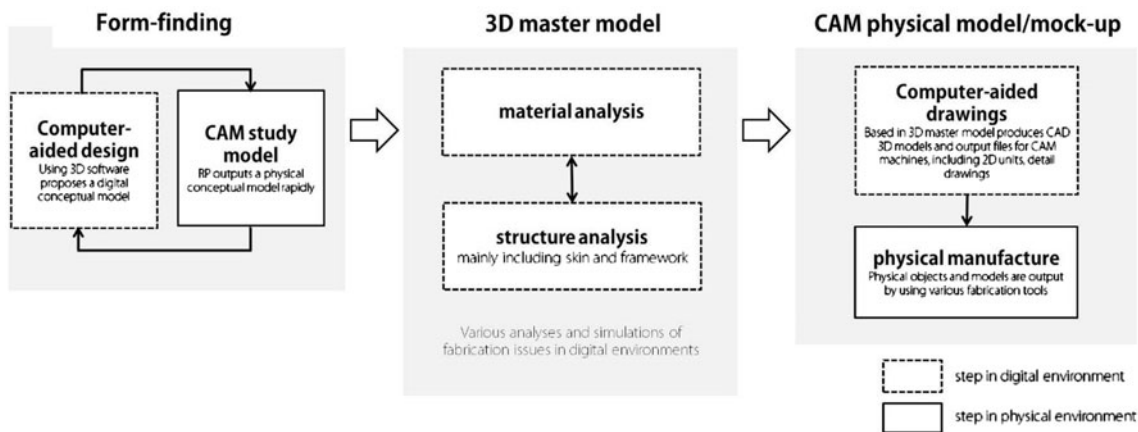 Form-finding
Computer-
aided design
Using 3D software
proposes a digital
conceptual model
CAM study
model
RP outputs a physical
conceptual model rapidly
3D master model
material analysis
structure analysis
mainly including skin and framework
Various analyses and simulations of
fabrication issues in digital environments
CAM physical model/mock-up
Computer-aided
drawings
Based in 3D master model produces CAD
3D models and output files for CAM
machines, including 2D units, detail
drawings
physical manufacture
Physical objects and models are output
by using various fabrication tools
step in digital environment
step in physical environment